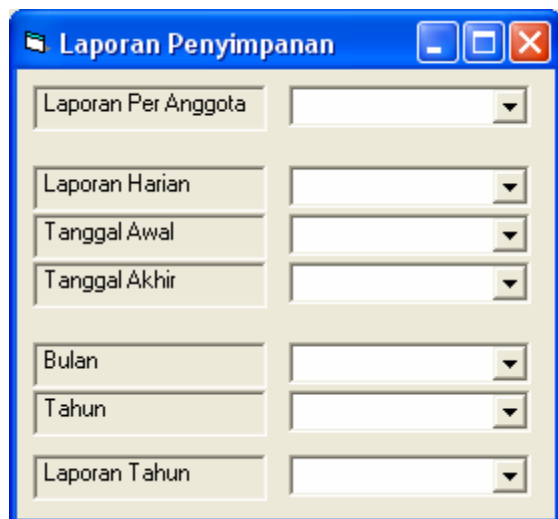 Laporan Penyimpanan
Laporan Per Anggota
Laporan Harian
Tanggal Awal
Tanggal Akhir
Bulan
Tahun
Laporan Tahun